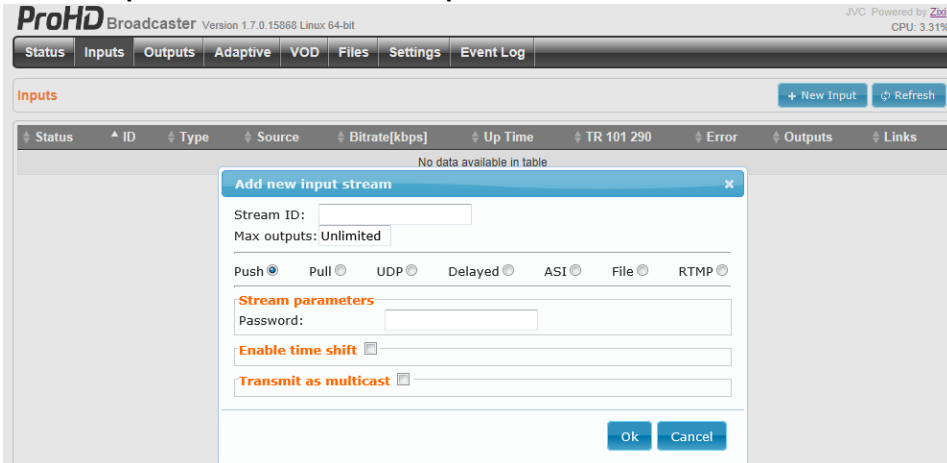 ProHD Broadcaster Version 1.7.0.15868 Linux 64-bit
JVC Powered by Zixi
CPU: 3.31%
Status Inputs Outputs Adaptive VOD Files Settings Event Log
Inputs
+ New Input Refresh
Status ID Type Source Bitrate[kbps] Up Time TR 101 290 Error Outputs Links
No data available in table
Add new input stream x
Stream ID:
Max outputs: Unlimited
Push Pull UDP Delayed ASI File RTMP
Stream parameters
Password:
Enable time shift
Transmit as multicast
Ok Cancel